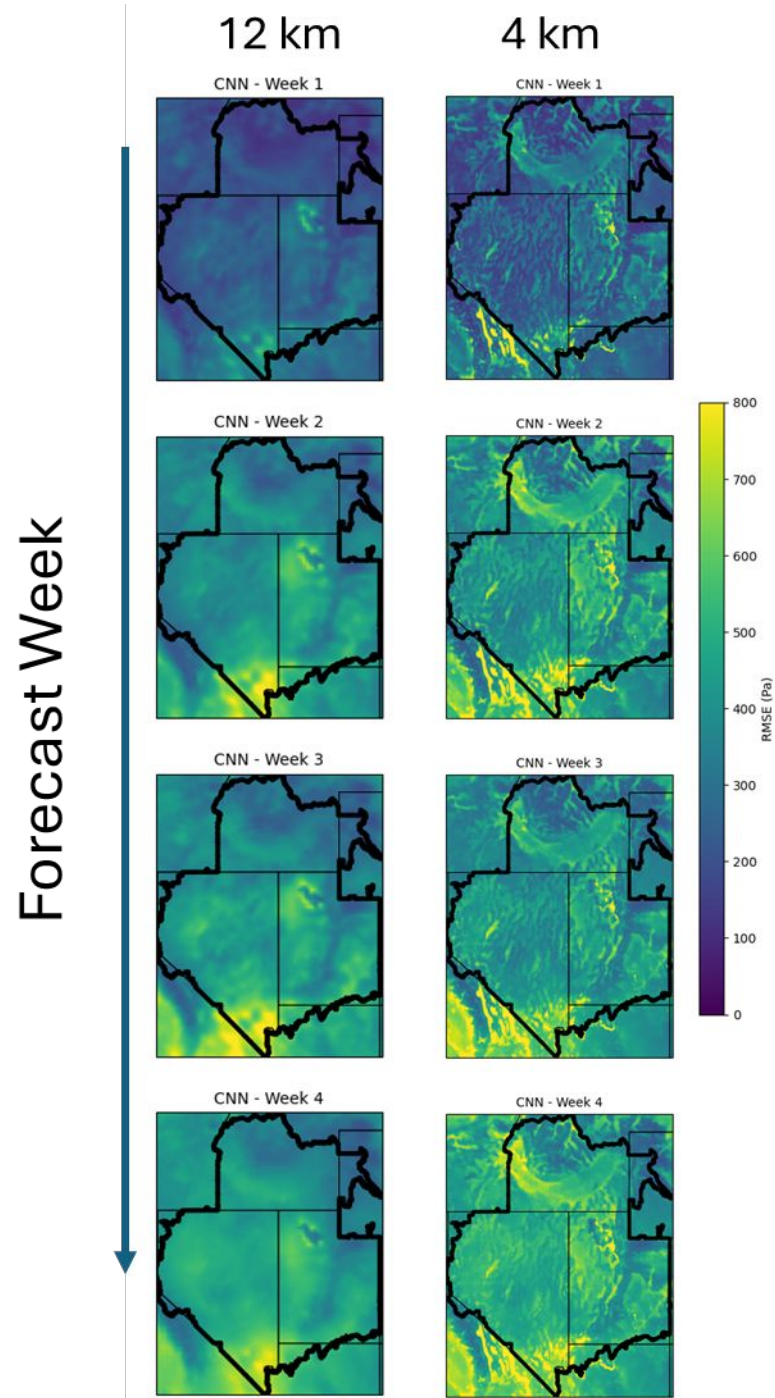 12 km
4 km
CNN - Week 1
CNN - Week 1
CNN - Week 2
CNN - Week 2
CNN - Week 3
CNN - Week 3
CNN - Week 4
CNN - Week 4
Forecast Week
800
700
600
500
400
300
200
100
0
RMSE (Pa)